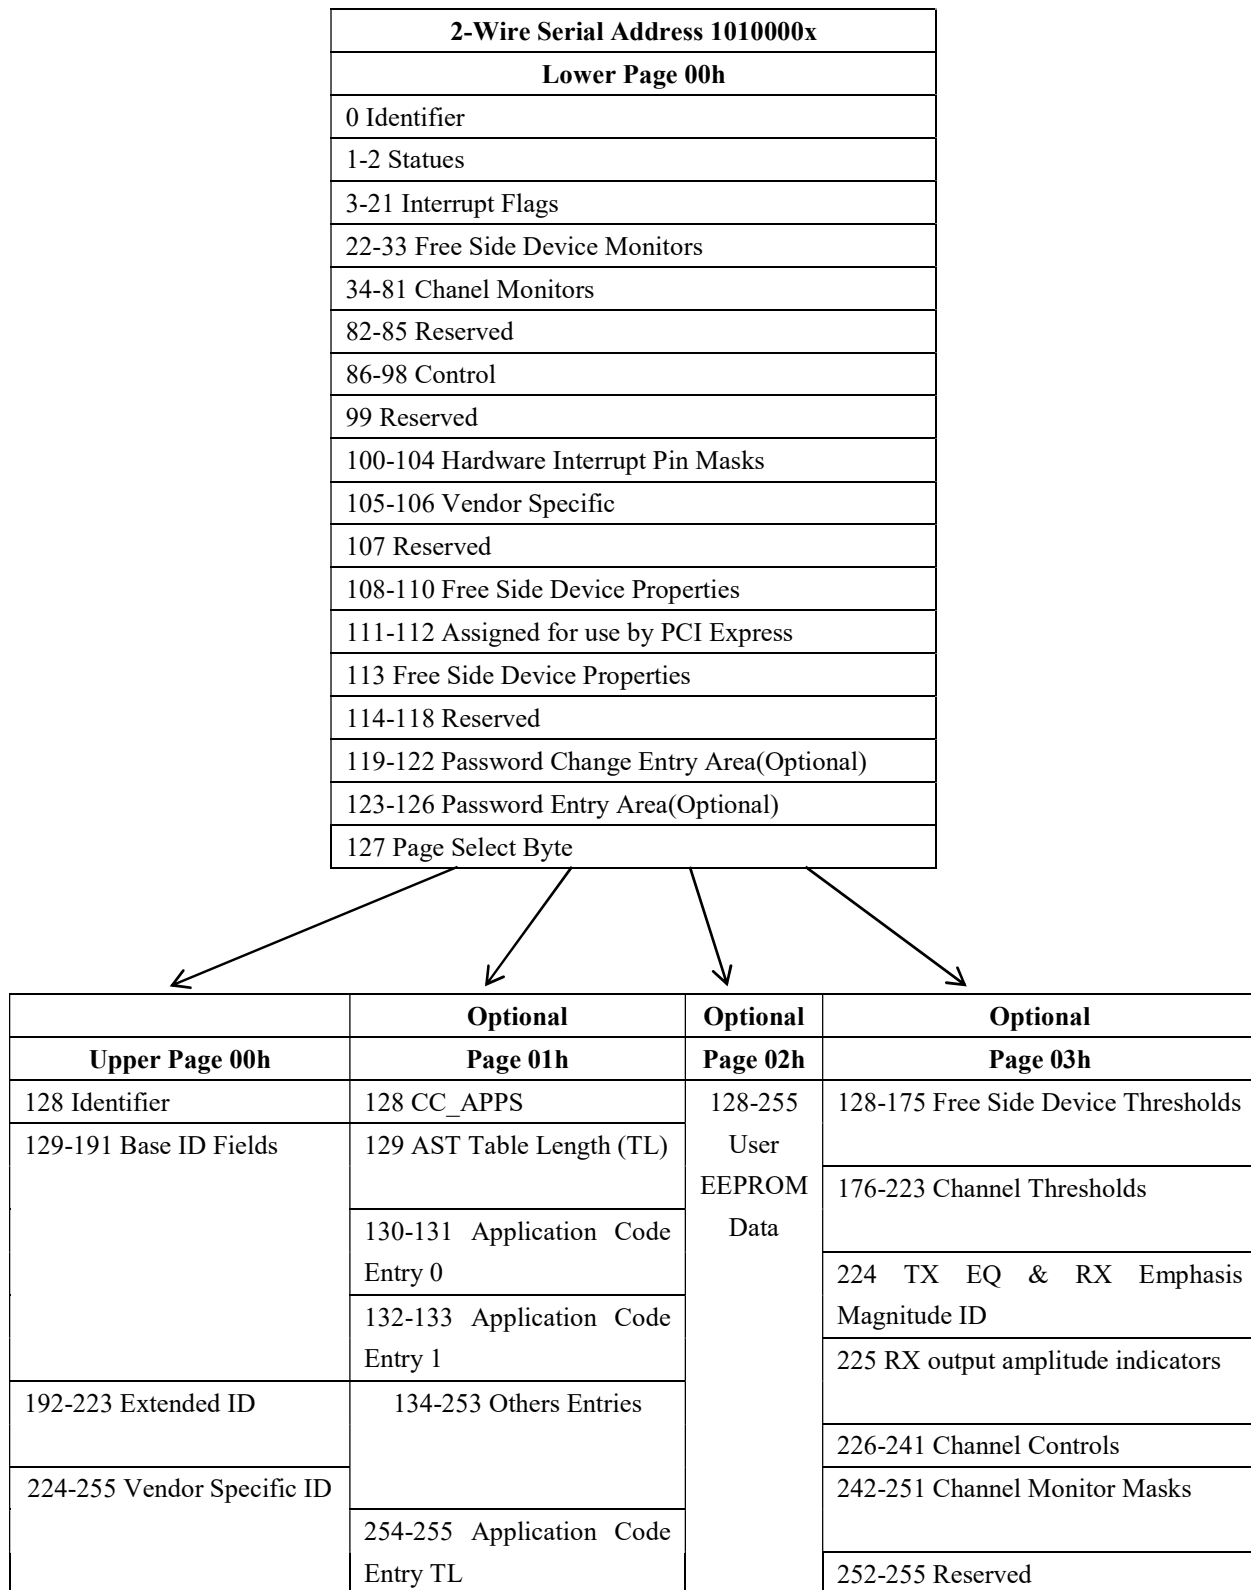 2-Wire Serial Address 1010000x
Lower Page 00h
0 Identifier
1-2 Statues
3-21 Interrupt Flags
22-33 Free Side Device Monitors
34-81 Chanel Monitors
82-85 Reserved
86-98 Control
99 Reserved
100-104 Hardware Interrupt Pin Masks
105-106 Vendor Specific
107 Reserved
108-110 Free Side Device Properties
111-112 Assigned for use by PCI Express
113 Free Side Device Properties
114-118 Reserved
119-122 Password Change Entry Area(Optional)
123-126 Password Entry Area(Optional)
127 Page Select Byte
Upper Page 00h
128 Identifier
129-191 Base ID Fields
192-223 Extended ID
224-255 Vendor Specific ID
Optional
Page 01h
128 CC_APPS
129 AST Table Length (TL)
130-131 Application Code
Entry 0
132-133 Application Code
Entry 1
134-253 Others Entries
254-255 Application Code
Entry TL
Optional
Page 02h
128-255
User
EEPROM
Data
Optional
Page 03h
128-175 Free Side Device Thresholds
176-223 Channel Thresholds
224 TX EQ & RX Emphasis
Magnitude ID
225 RX output amplitude indicators
226-241 Channel Controls
242-251 Channel Monitor Masks
252-255 Reserved